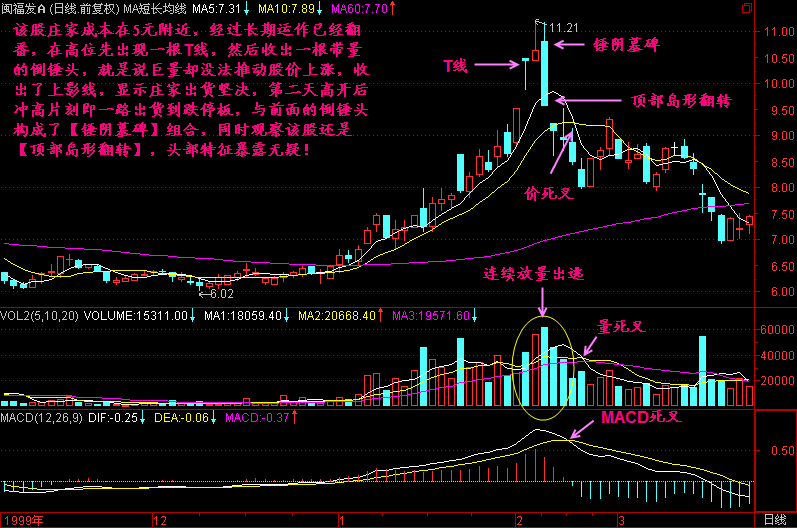 闽福发A (日线.前复权) MA短长均线 MA5:7.31↓ MA10:7.89↓ MA60:7.70↑
该股庄家成本在5元附近，经过长期运作已经翻
番，在高位先出现一根T线，然后收出一根带量
的倒锤头，就是说巨量却没法推动股价上涨，收
出了上影线，显示庄家出货坚决，第二天高开后
冲高片刻即一路出货到跌停板，与前面的倒锤头
构成了【锤阴墓碑】组合，同时观察该股还是
【顶部岛形翻转】，头部特征暴露无疑！
11.21
锤阴墓碑
T线
顶部岛形翻转
价死叉
连续放量出逃
6.02
11.00
10.50
10.00
9.50
9.00
8.50
8.00
7.50
7.00
6.50
6.00
VOL2(5,10,20) VOLUME:15311.00↓ MA1:18059.40↓ MA2:20668.40↑ MA3:19571.60↓
量死叉
60000
40000
20000
MACD(12,26,9) DIF:-0.25↓ DEA:-0.06↓ MACD:-0.37↑
MACD死叉
0.50
1999年 12 1 2 3 日线